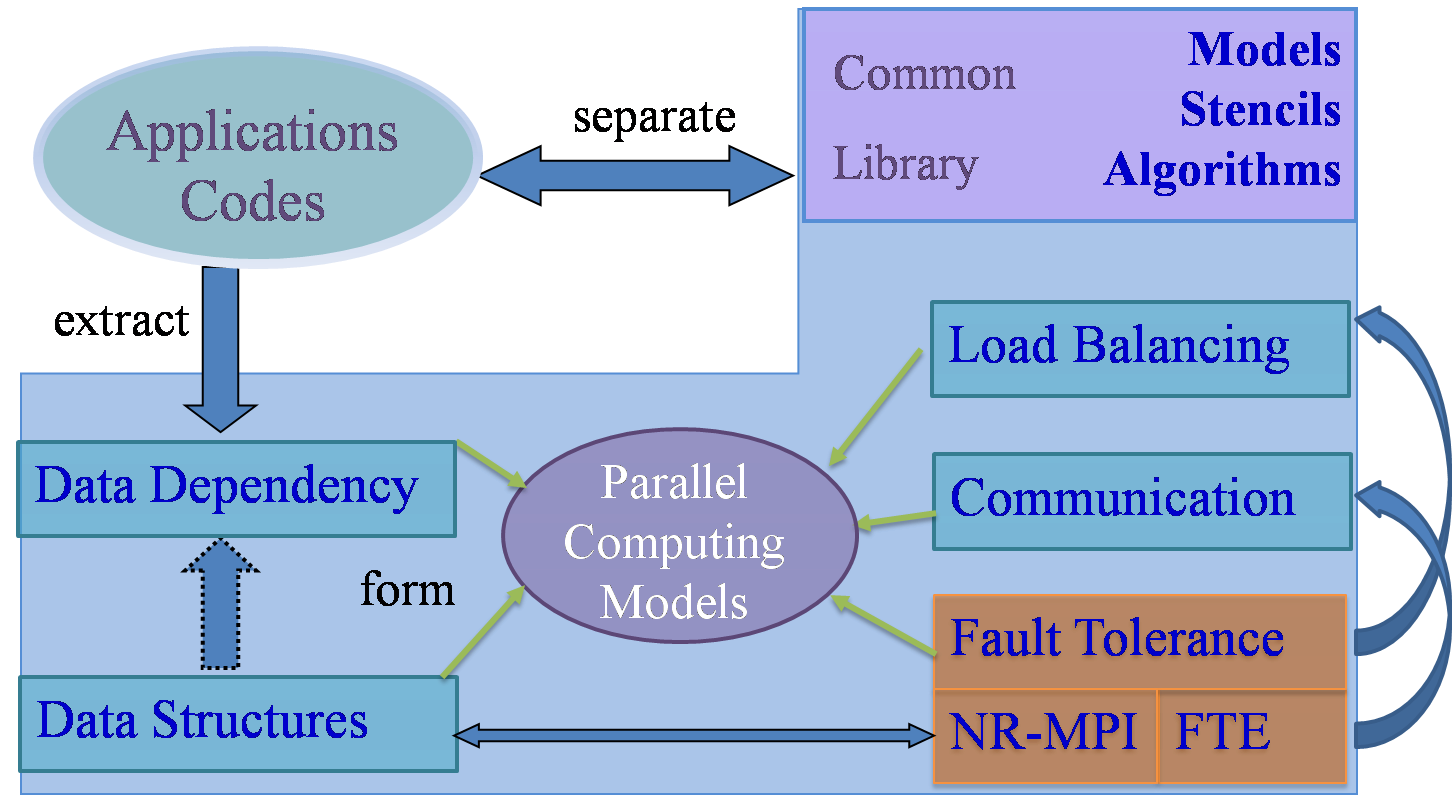 Applications
Codes
separate
Common
Library
Models
Stencils
Algorithms
extract
Load Balancing
Data Dependency
Parallel
Computing
Models
Communication
form
Fault Tolerance
Data Structures
NR-MPI
FTE